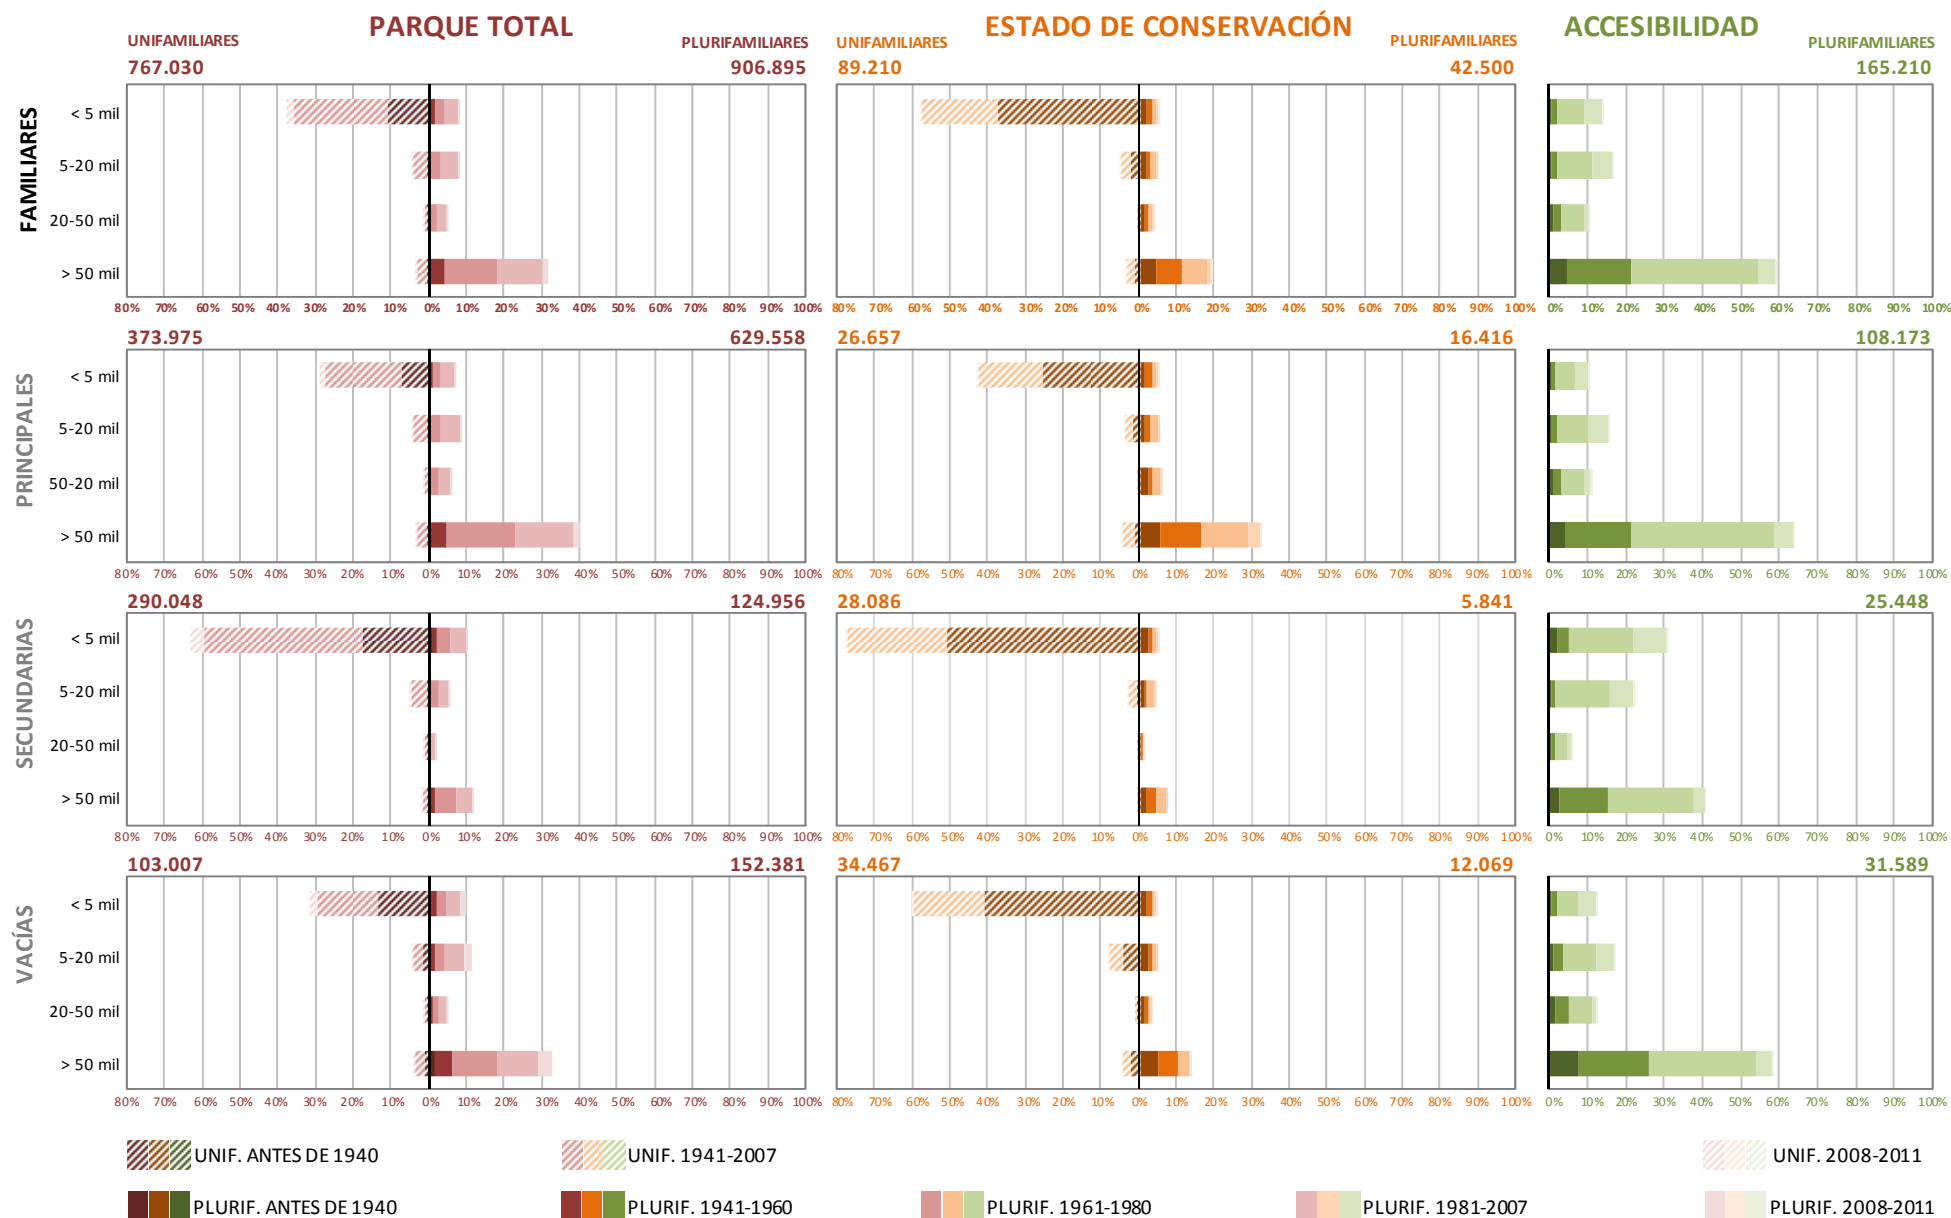 PARQUE TOTAL ESTADO DE CONSERVACIÓN ACCESIBILIDAD
UNIFAMILIARES PLURIFAMILIARES UNIFAMILIARES PLURIFAMILIARES PLURIFAMILIARES
767.030 906.895 89.210 42.500 165.210
FAMILIARES
< 5 mil
5-20 mil
20-50 mil
> 50 mil
80% 70% 60% 50% 40% 30% 20% 10% 0% 10% 20% 30% 40% 50% 60% 70% 80% 90% 100% 80% 70% 60% 50% 40% 30% 20% 10% 0% 10% 20% 30% 40% 50% 60% 70% 80% 90% 100% 0% 10% 20% 30% 40% 50% 60% 70% 80% 90% 100%
373.975 629.558 26.657 16.416 108.173
PRINCIPALES
< 5 mil
5-20 mil
50-20 mil
> 50 mil
80% 70% 60% 50% 40% 30% 20% 10% 0% 10% 20% 30% 40% 50% 60% 70% 80% 90% 100% 80% 70% 60% 50% 40% 30% 20% 10% 0% 10% 20% 30% 40% 50% 60% 70% 80% 90% 100% 0% 10% 20% 30% 40% 50% 60% 70% 80% 90% 100%
290.048 124.956 28.086 5.841 25.448
SECUNDARIAS
< 5 mil
5-20 mil
20-50 mil
> 50 mil
80% 70% 60% 50% 40% 30% 20% 10% 0% 10% 20% 30% 40% 50% 60% 70% 80% 90% 100% 80% 70% 60% 50% 40% 30% 20% 10% 0% 10% 20% 30% 40% 50% 60% 70% 80% 90% 100% 0% 10% 20% 30% 40% 50% 60% 70% 80% 90% 100%
103.007 152.381 34.467 12.069 31.589
VACÍAS
< 5 mil
5-20 mil
20-50 mil
> 50 mil
80% 70% 60% 50% 40% 30% 20% 10% 0% 10% 20% 30% 40% 50% 60% 70% 80% 90% 100% 80% 70% 60% 50% 40% 30% 20% 10% 0% 10% 20% 30% 40% 50% 60% 70% 80% 90% 100% 0% 10% 20% 30% 40% 50% 60% 70% 80% 90% 100%
UNIF. ANTES DE 1940 UNIF. 1941-2007 UNIF. 2008-2011
PLURIF. ANTES DE 1940 PLURIF. 1941-1960 PLURIF. 1961-1980 PLURIF. 1981-2007 PLURIF. 2008-2011